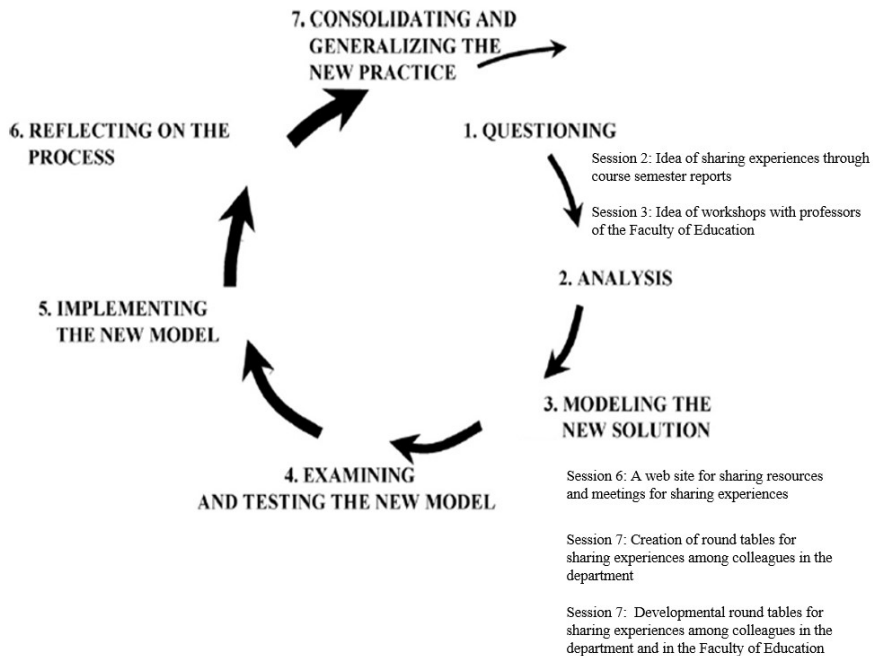 7. CONSOLIDATING AND
GENERALIZING THE
NEW PRACTICE
6. REFLECTING ON THE
PROCESS
1. QUESTIONING
Session 2: Idea of sharing experiences through
course semester reports
Session 3: Idea of workshops with professors
of the Faculty of Education
2. ANALYSIS
5. IMPLEMENTING
THE NEW MODEL
3. MODELING THE
NEW SOLUTION
4. EXAMINING
AND TESTING THE NEW MODEL
Session 6: A web site for sharing resources
and meetings for sharing experiences
Session 7: Creation of round tables for
sharing experiences among colleagues in the
department
Session 7: Developmental round tables for
sharing experiences among colleagues in the
department and in the Faculty of Education